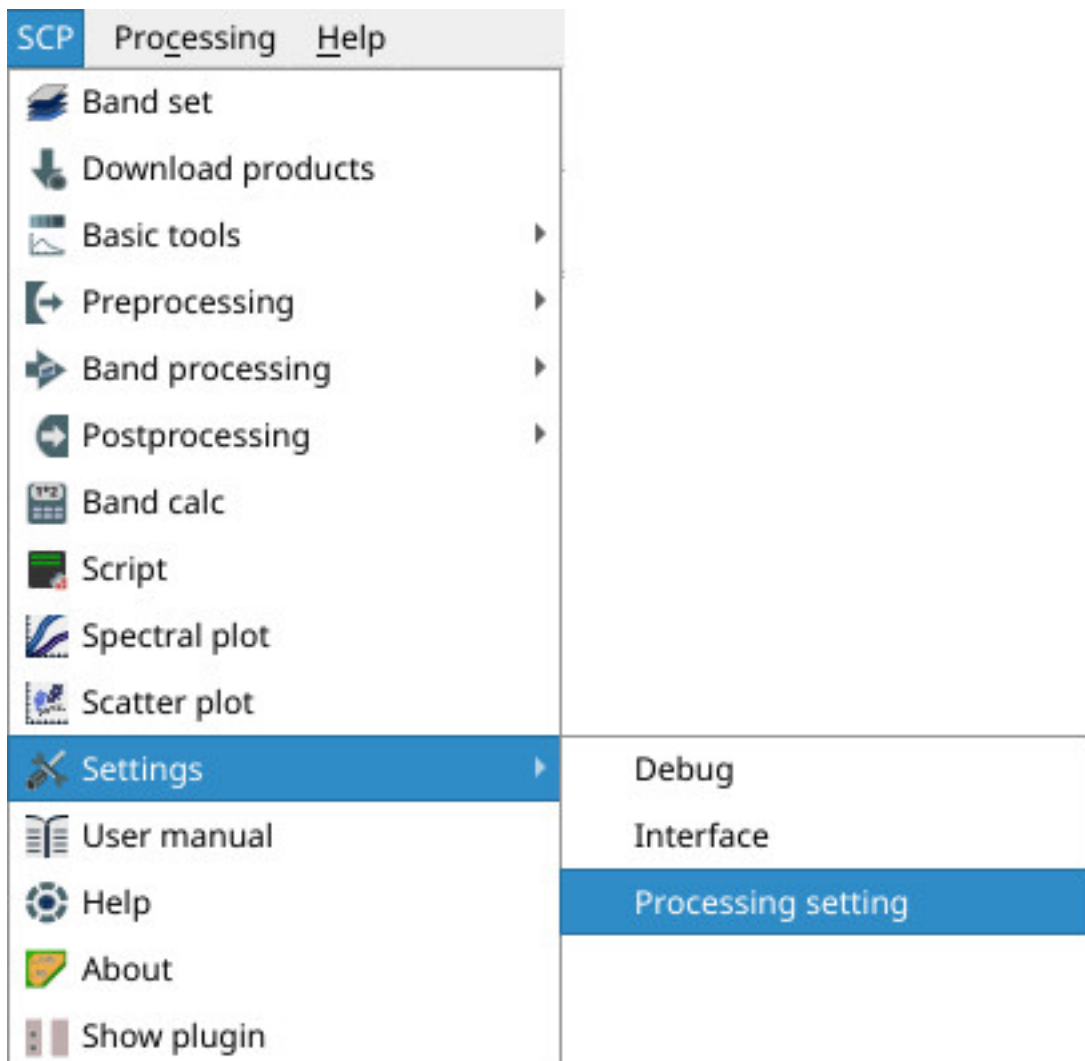 SCP Processing Help
Band set
Download products
Basic tools
Preprocessing
Band processing
Postprocessing
Band calc
Script
Spectral plot
Scatter plot
Settings
Debug
User manual
Interface
Help
Processing setting
About
Show plugin